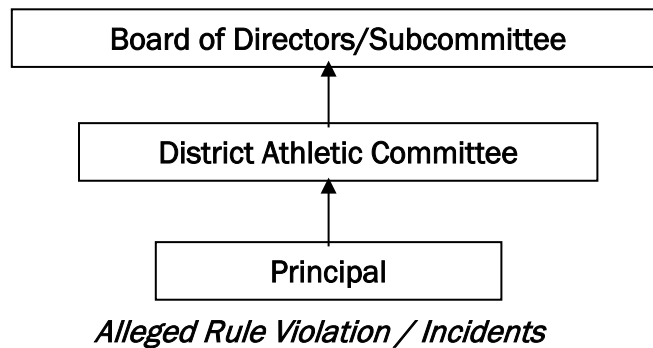 Board of Directors/Subcommittee
District Athletic Committee
Principal
Alleged Rule Violation / Incidents